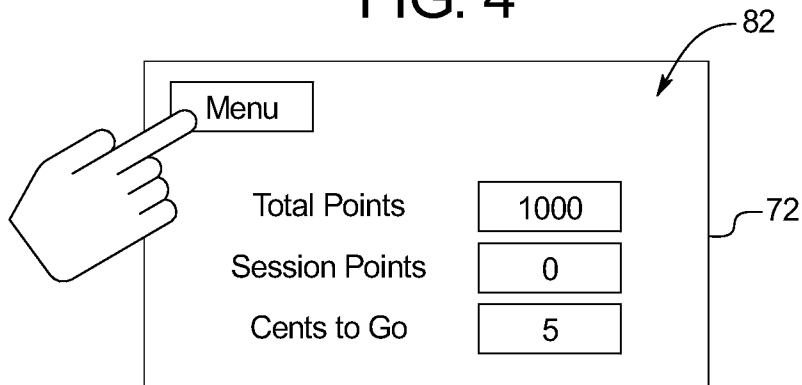 FIG. 4
82
Menu
Total Points 1000
72
Session Points 0
Cents to Go 5